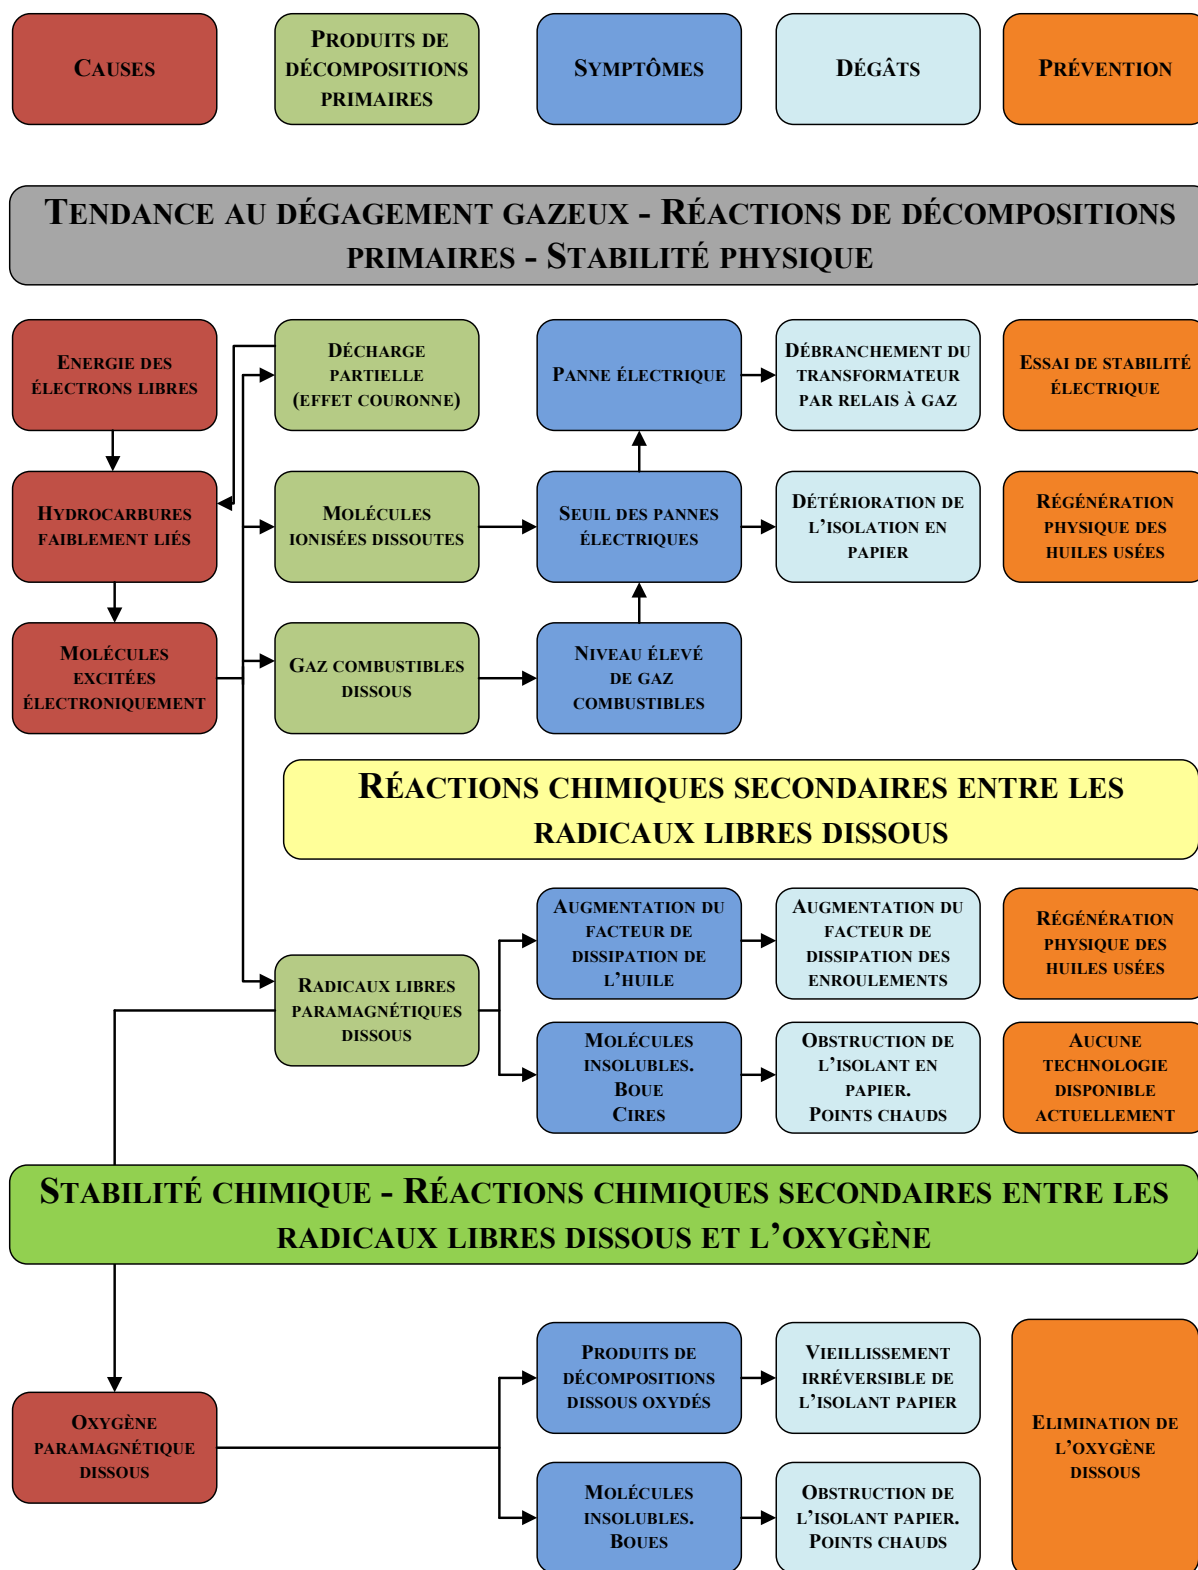 CAUSES
PRODUITS DE
DÉCOMPOSITIONS
PRIMAIRES
SYMPTÔMES
DÉGÂTS
PRÉVENTION
TENDANCE AU DÉGAGEMENT GAZEUX - RÉACTIONS DE DÉCOMPOSITIONS
PRIMAIRES - STABILITÉ PHYSIQUE
ENERGIE DES
ÉLECTRONS LIBRES
DÉCHARGE
PARTIELLE
(EFFET COURONNE)
PANNE ÉLECTRIQUE
DÉBRANCHEMENT DU
TRANSFORMATEUR
PAR RELAIS À GAZ
ESSAI DE STABILITÉ
ÉLECTRIQUE
HYDROCARBURES
FAIBLEMENT LIÉS
MOLÉCULES
IONISÉES DISSOUTES
SEUIL DES PANNES
ÉLECTRIQUES
DÉTÉRIORATION DE
L'ISOLATION EN
PAPIER
RÉGÉNÉRATION
PHYSIQUE DES
HUILES USÉES
MOLÉCULES
EXCITÉES
ÉLECTRONIQUEMENT
GAZ COMBUSTIBLES
DISSOUS
NIVEAU ÉLEVÉ
DE GAZ
COMBUSTIBLES
RÉACTIONS CHIMIQUES SECONDAIRES ENTRE LES
RADICAUX LIBRES DISSOUS
RADICAUX LIBRES
PARAMAGNÉTIQUES
DISSOUS
AUGMENTATION DU
FACTEUR DE
DISSIPATION DE
L'HUILE
AUGMENTATION DU
FACTEUR DE
DISSIPATION DES
ENROULEMENTS
RÉGÉNÉRATION
PHYSIQUE DES
HUILES USÉES
MOLÉCULES
INSOLUBLES.
BOUE
CIRES
OBSTRUCTION DE
L'ISOLANT EN
PAPIER.
POINTS CHAUDS
AUCUNE
TECHNOLOGIE
DISPONIBLE
ACTUELLEMENT
STABILITÉ CHIMIQUE - RÉACTIONS CHIMIQUES SECONDAIRES ENTRE LES
RADICAUX LIBRES DISSOUS ET L'OXYGÈNE
OXYGÈNE
PARAMAGNÉTIQUE
DISSOUS
PRODUITS DE
DÉCOMPOSITIONS
DISSOUS OXYDÉS
VIEILLISSEMENT
IRRÉVERSIBLE DE
L'ISOLANT PAPIER
ELIMINATION DE
L'OXYGÈNE
DISSOUS
MOLÉCULES
INSOLUBLES.
BOUES
OBSTRUCTION DE
L'ISOLANT PAPIER.
POINTS CHAUDS